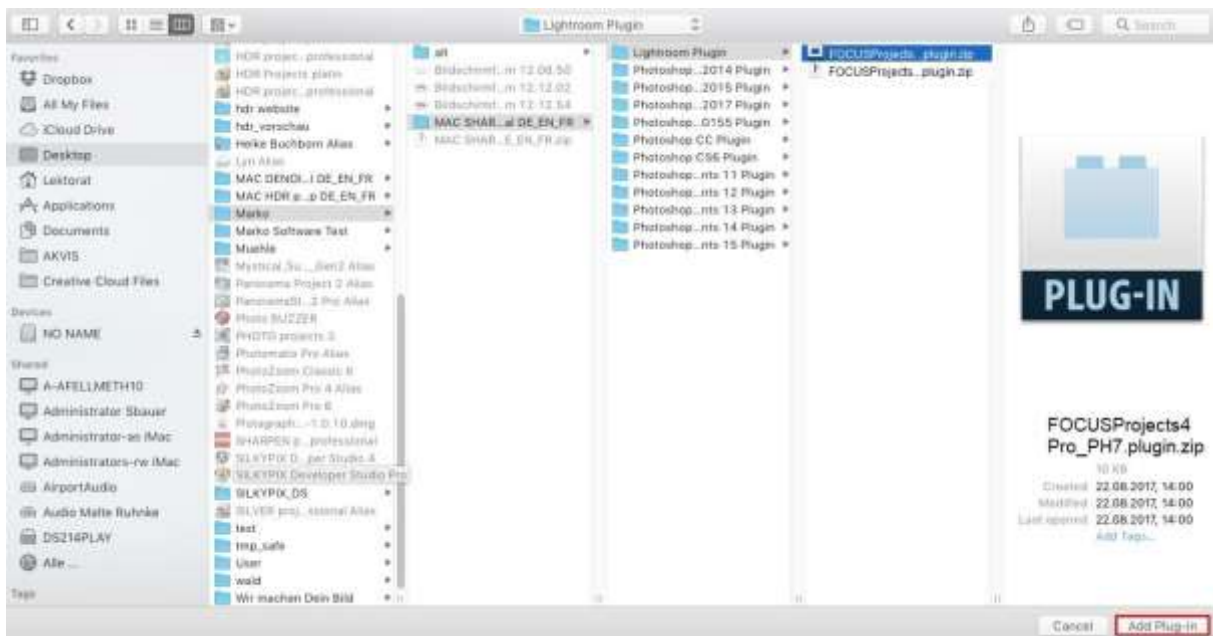 Lightroom Plugin
Search
Favorites
Dropbox
All My Files
iCloud Drive
Desktop
Lektorat
Applications
Documents
AKVIS
Creative Cloud Files
Devices
NO NAME
Shared
A-AFELLMETH10
Administrator Sbauer
Administrator-as iMac
Administrators-rw iMac
AirportAudio
Audio Malte Ruhnke
DS214PLAY
Alle ...
Tags
HDR projec...professional
HDR Projects platin
HDR projec...professional
hdr website
hdr_vorschau
Heike Buchborn Alias
Lyn Alias
MAC DENOI...I DE_EN_FR
MAC HDR p...p DE_EN_FR
Marko
Marko Software Test
Muehle
Mystical Su..._Gen2 Alias
Panorama Project 2 Alias
PanoramaSt...2 Pro Alias
Photo BUZZER
PHOTO projects 3
Photomatix Pro Alias
PhotoZoom Classic 6
PhotoZoom Pro 4 Alias
PhotoZoom Pro 6
Photograph...-1.0.10.dmg
SHARPEN p...professional
SILKYPIX D...per Studio 4
SILKYPIX Developer Studio Pro
SILKYPIX_DS
SILVER proj...essional Alias
test
tmp_safe
User
wald
Wir machen Dein Bild
alt
Bildschirmf...m 12.08.50
Bildschirmf...m 12.12.02
Bildschirmf...m 12.12.54
MAC SHAR...al DE_EN_FR
MAC SHAR...E_EN_FR.zip
Lightroom Plugin
Photoshop...2014 Plugin
Photoshop...2015 Plugin
Photoshop...2017 Plugin
Photoshop...0155 Plugin
Photoshop CC Plugin
Photoshop CS6 Plugin
Photoshop...nts 11 Plugin
Photoshop...nts 12 Plugin
Photoshop...nts 13 Plugin
Photoshop...nts 14 Plugin
Photoshop...nts 15 Plugin
FOCUSProjects...plugin.zip
FOCUSProjects...plugin.zip
PLUG-IN
FOCUSProjects4
Pro_PH7.plugin.zip
10 KB
Created 22.08.2017, 14:00
Modified 22.08.2017, 14:00
Last opened 22.08.2017, 14:00
Add Tags...
Cancel
Add Plug-in